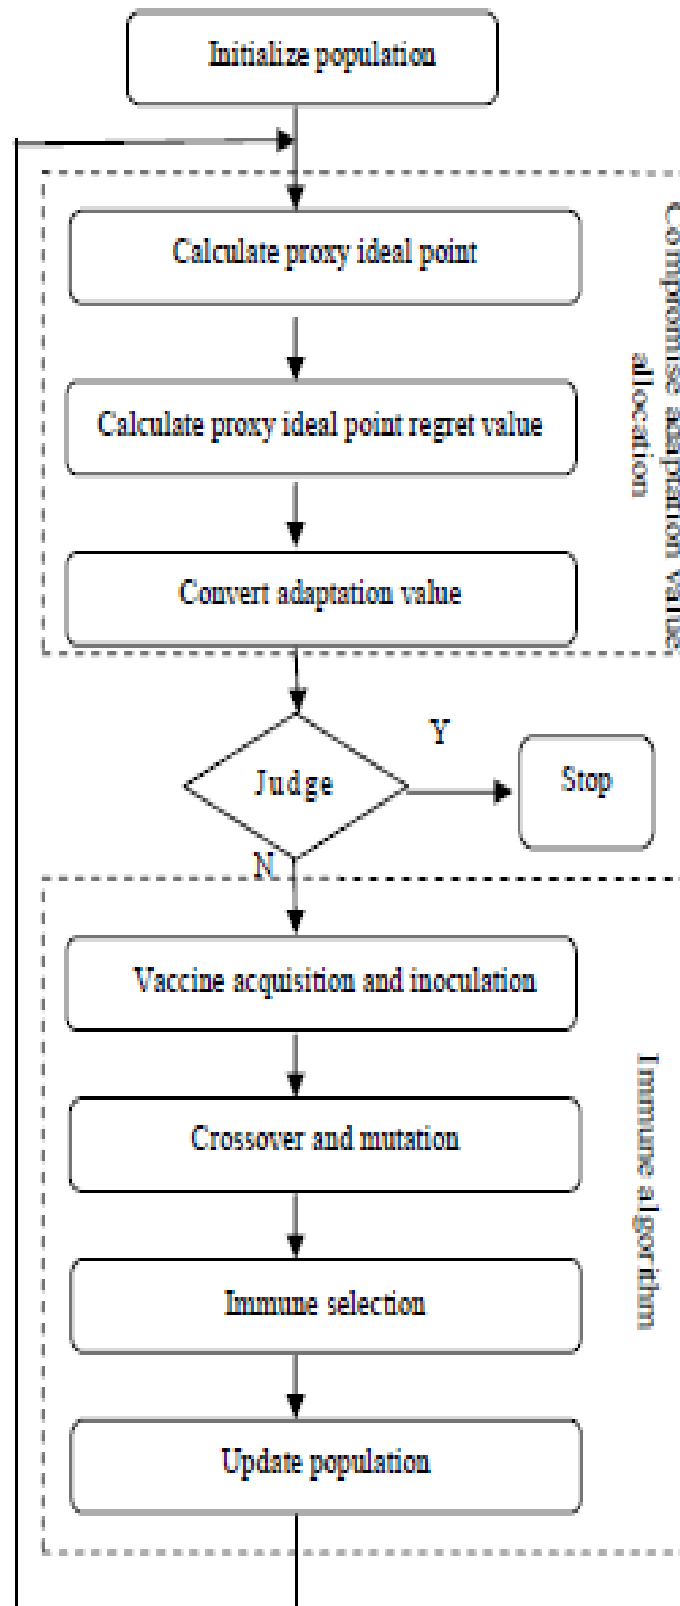 Initialize population
Calculate proxy ideal point
Compromise adaptation value
allocation
Calculate proxy ideal point regret value
Convert adaptation value
Y
Judge
Stop
N
Vaccine acquisition and inoculation
Immune algorithm
Crossover and mutation
Immune selection
Update population